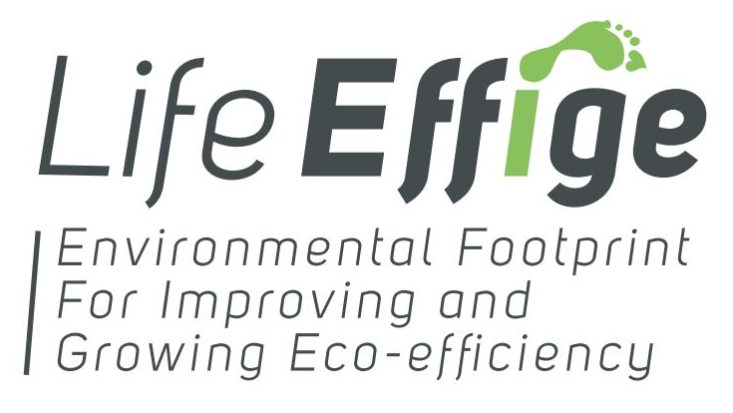 Life Effige
Environmental Footprint
For Improving and
Growing Eco-efficiency